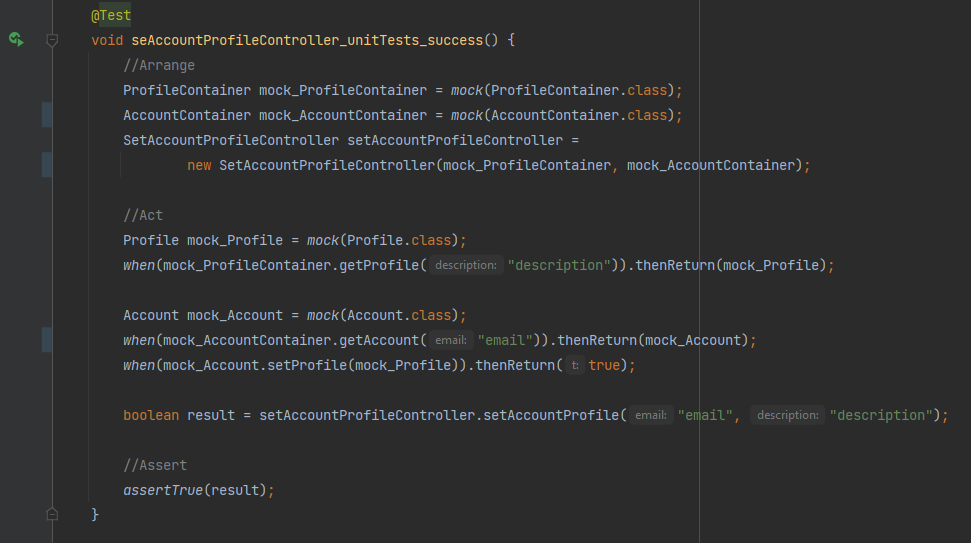 @Test
void seAccountProfileController_unitTests_success() {
//Arrange
ProfileContainer mock_ProfileContainer = mock(ProfileContainer.class);
AccountContainer mock_AccountContainer = mock(AccountContainer.class);
SetAccountProfileController setAccountProfileController =
new SetAccountProfileController(mock_ProfileContainer, mock_AccountContainer);
//Act
Profile mock_Profile = mock(Profile.class);
when(mock_ProfileContainer.getProfile( description: "description")).thenReturn(mock_Profile);
Account mock_Account = mock(Account.class);
when(mock_AccountContainer.getAccount( email: "email")).thenReturn(mock_Account);
when(mock_Account.setProfile(mock_Profile)).thenReturn( t: true);
boolean result = setAccountProfileController.setAccountProfile( email: "email", description: "description");
//Assert
assertTrue(result);
}